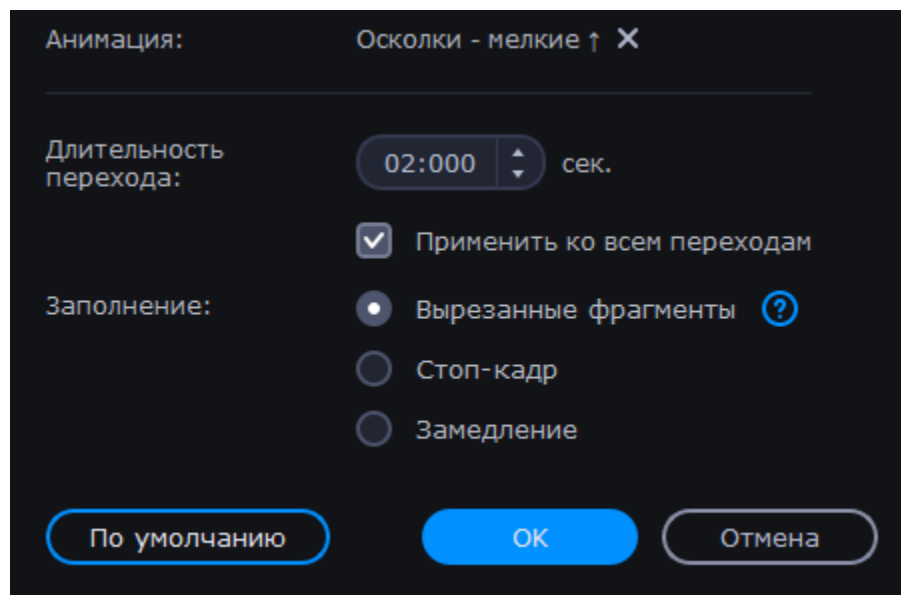 Анимация: Осколки - мелкие ↑ ✕
Длительность
перехода:
02:000 сек.
Применить ко всем переходам
Заполнение: Вырезанные фрагменты ?
Стоп-кадр
Замедление
По умолчанию OK Отмена